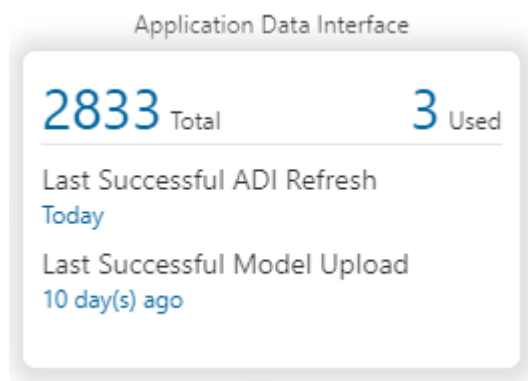 Application Data Interface
2833 Total 3 Used
Last Successful ADI Refresh
Today
Last Successful Model Upload
10 day(s) ago